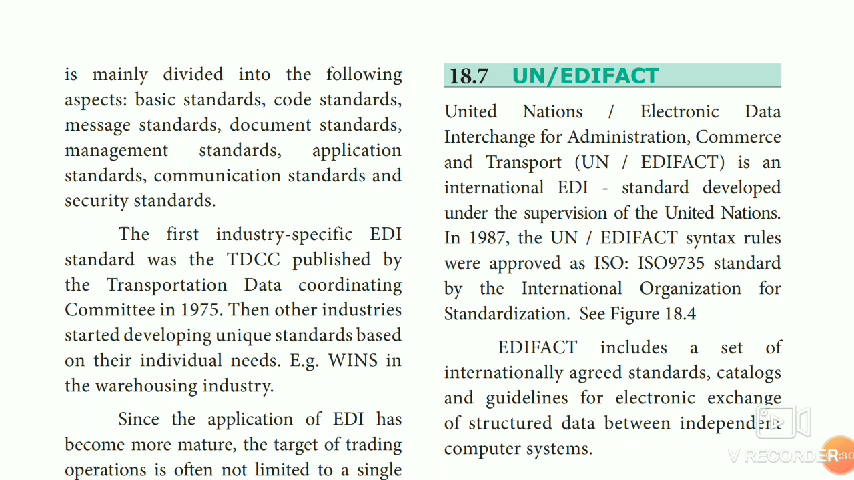 is mainly divided into the following
aspects: basic standards, code standards,
message standards, document standards,
management standards, application
standards, communication standards and
security standards.
The first industry-specific EDI
standard was the TDCC published by
the Transportation Data coordinating
Committee in 1975. Then other industries
started developing unique standards based
on their individual needs. E.g. WINS in
the warehousing industry.
Since the application of EDI has
become more mature, the target of trading
operations is often not limited to a single
18.7 UN/EDIFACT
United Nations / Electronic Data
Interchange for Administration, Commerce
and Transport (UN / EDIFACT) is an
international EDI - standard developed
under the supervision of the United Nations.
In 1987, the UN / EDIFACT syntax rules
were approved as ISO: ISO9735 standard
by the International Organization for
Standardization. See Figure 18.4
EDIFACT includes a set of
internationally agreed standards, catalogs
and guidelines for electronic exchange
of structured data between independent
computer systems.
V RECORDER